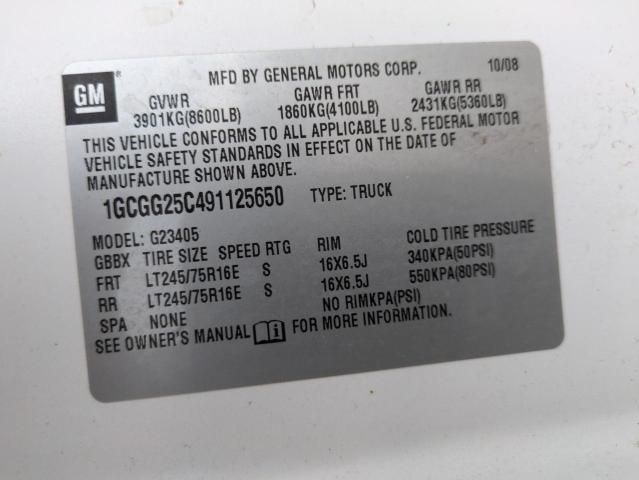 GM
MFD BY GENERAL MOTORS CORP. 10/08
GVWR GAWR FRT GAWR RR
3901KG(8600LB) 1860KG(4100LB) 2431KG(5360LB)
THIS VEHICLE CONFORMS TO ALL APPLICABLE U.S. FEDERAL MOTOR
VEHICLE SAFETY STANDARDS IN EFFECT ON THE DATE OF
MANUFACTURE SHOWN ABOVE.
1GCGG25C491125650 TYPE: TRUCK
MODEL: G23405
GBBX TIRE SIZE SPEED RTG RIM COLD TIRE PRESSURE
FRT LT245/75R16E S 16X6.5J 340KPA(50PSI)
RR LT245/75R16E S 16X6.5J 550KPA(80PSI)
SPA NONE NO RIMKPA(PSI)
SEE OWNER'S MANUAL FOR MORE INFORMATION.